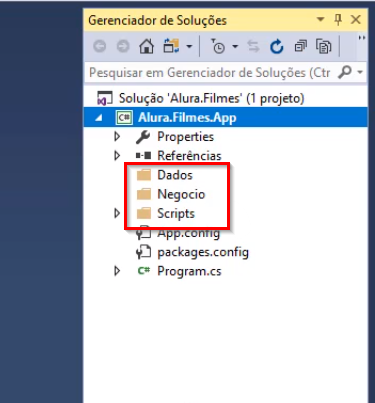 Gerenciador de Soluções
Pesquisar em Gerenciador de Soluções (Ctr
Solução 'Alura.Filmes' (1 projeto)
C# Alura.Filmes.App
Properties
Referências
Dados
Negocio
Scripts
App.config
packages.config
C# Program.cs